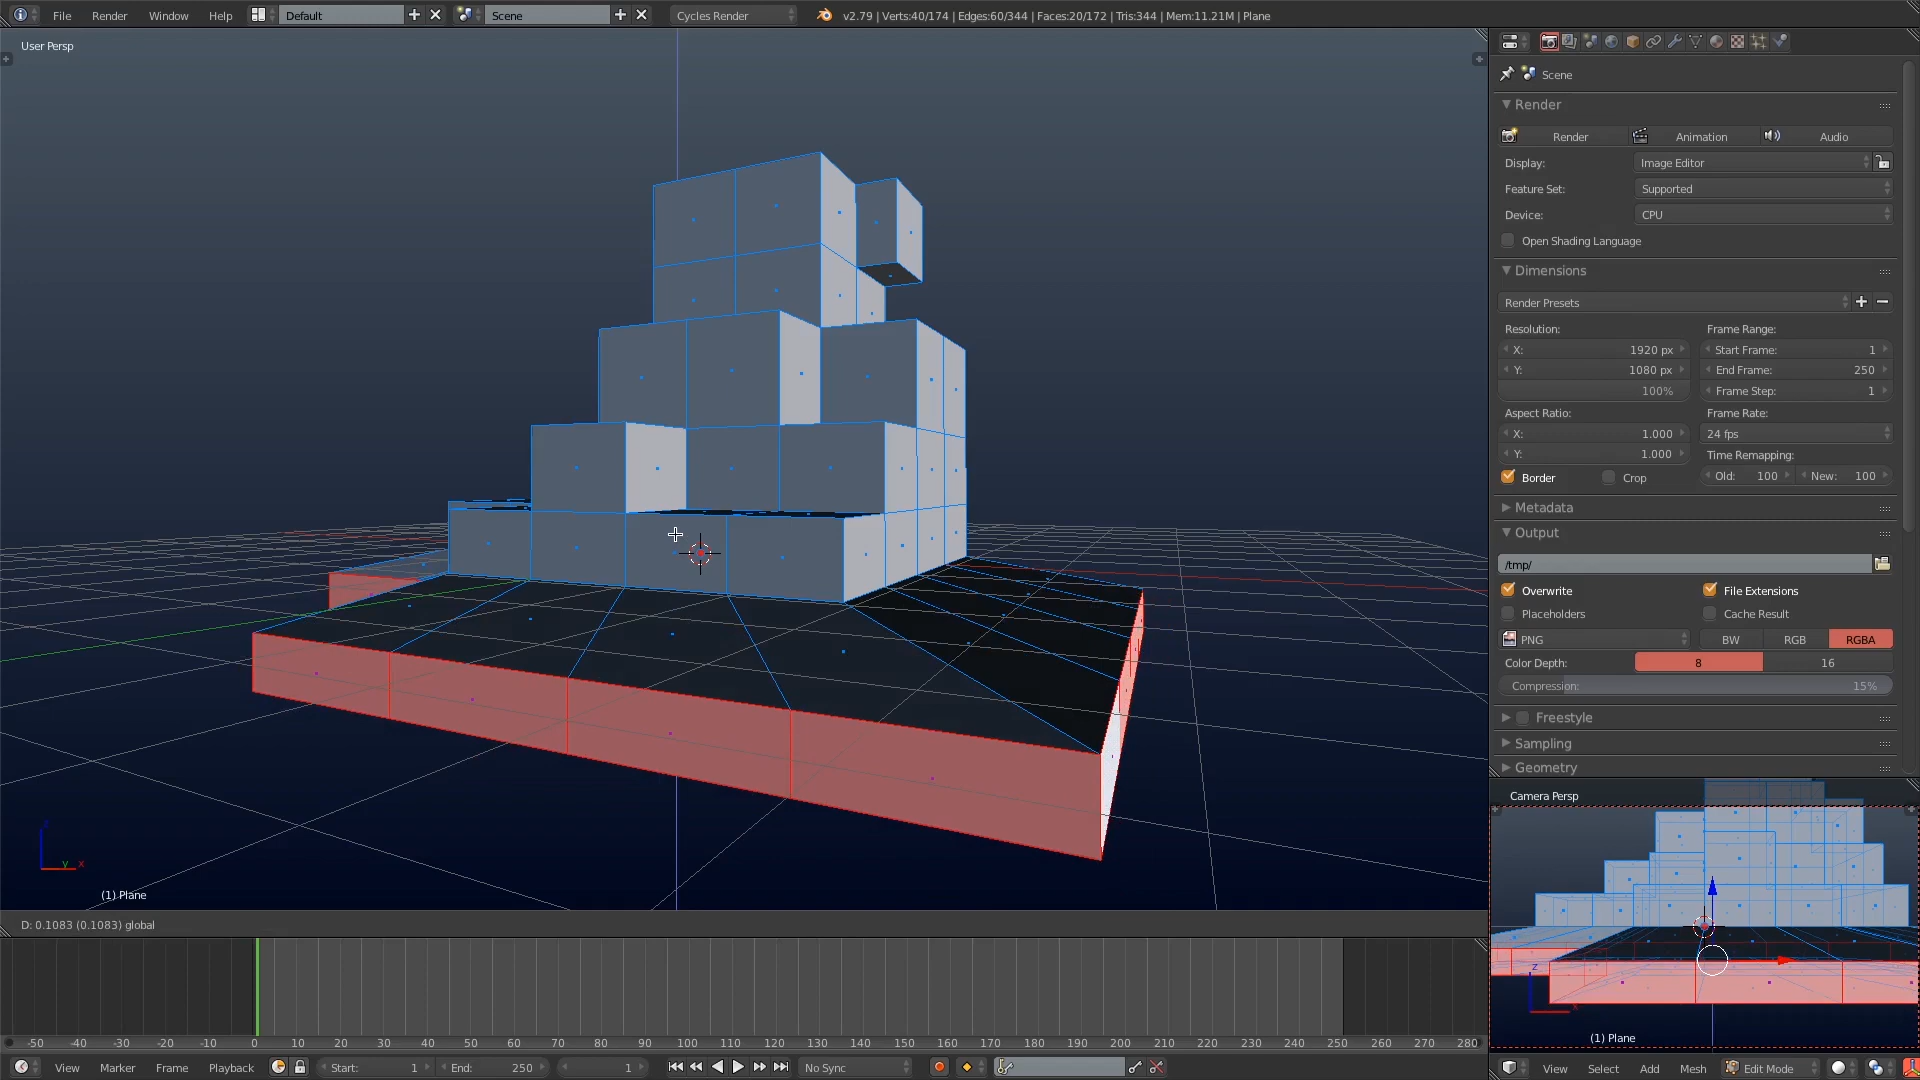 File Render Window Help Default Scene Cycles Render v2.79 | Verts:40/174 | Edges:60/344 | Faces:20/172 | Tris:344 | Mem:11.21M | Plane
User Persp
Scene
Render
Render Animation Audio
Display: Image Editor
Feature Set: Supported
Device: CPU
Open Shading Language
Dimensions
Render Presets
Resolution: Frame Range:
X: 1920 px Start Frame: 1
Y: 1080 px End Frame: 250
100% Frame Step: 1
Aspect Ratio: Frame Rate:
X: 1.000 24 fps
Y: 1.000 Time Remapping:
Border Crop Old: 100 New: 100
Metadata
Output
/tmp/
Overwrite File Extensions
Placeholders Cache Result
PNG BW RGB RGBA
Color Depth: 8 16
Compression: 15%
Freestyle
Sampling
Geometry
Camera Persp
z
y x
(1) Plane
D: 0.1083 (0.1083) global
z
x
(1) Plane
-50 -40 -30 -20 -10 0 10 20 30 40 50 60 70 80 90 100 110 120 130 140 150 160 170 180 190 200 210 220 230 240 250 260 270 280
View Marker Frame Playback Start: 1 End: 250 1 No Sync
View Select Add Mesh Edit Mode